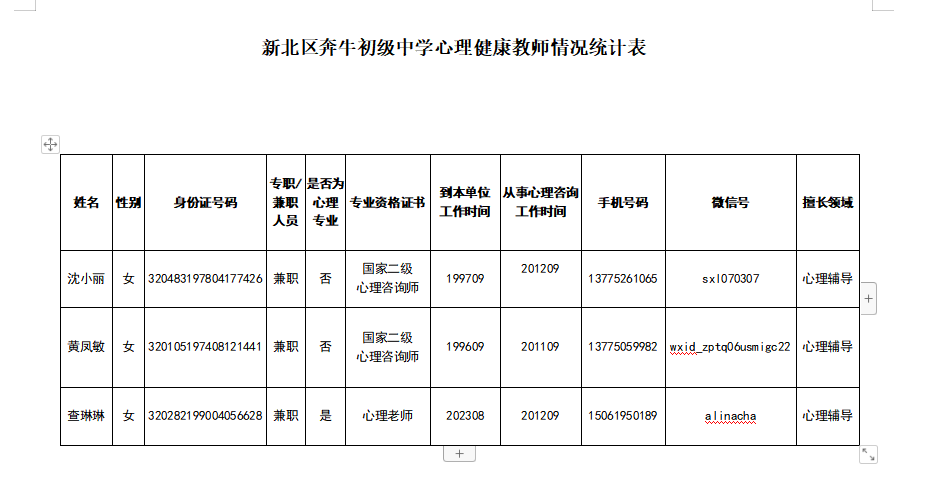 新北区奔牛初级中学心理健康教师情况统计表
姓名 性别 身份证号码 专职/兼职人员 是否为心理专业 专业资格证书 到本单位工作时间 从事心理咨询工作时间 手机号码 微信号 擅长领域
沈小丽 女 320483197804177426 兼职 否 国家二级心理咨询师 199709 201209 13775261065 sxl070307 心理辅导
黄凤敏 女 320105197408121441 兼职 否 国家二级心理咨询师 199609 201109 13775059982 wxid_zptq06usmigc22 心理辅导
查琳琳 女 320282199004056628 兼职 是 心理老师 202308 201209 15061950189 alinacha 心理辅导